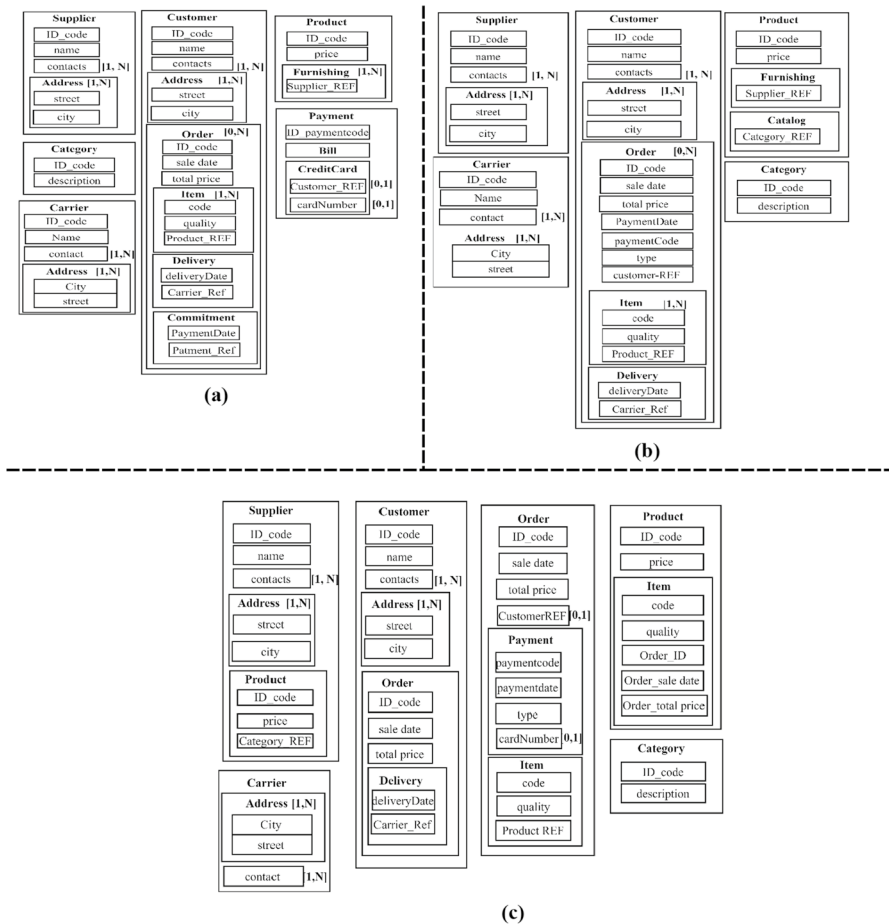 Supplier
ID_code
name
contacts [1, N]
Address [1,N]
street
city
Category
ID_code
description
Carrier
ID_code
Name
contact [1,N]
Address [1,N]
City
street
Customer
ID_code
name
contacts [1, N]
Address [1,N]
street
city
Order [0,N]
ID_code
sale date
total price
Item [1,N]
code
quality
Product_REF
Delivery
deliveryDate
Carrier_Ref
Commitment
PaymentDate
Patment_Ref
Product
ID_code
price
Furnishing [1,N]
Supplier_REF
Payment
ID_paymentcode
Bill
CreditCard
Customer_REF [0,1]
cardNumber [0,1]
(a)
Supplier
ID_code
name
contacts [1, N]
Address [1,N]
street
city
Carrier
ID_code
Name
contact [1,N]
Address [1,N]
City
street
Customer
ID_code
name
contacts [1, N]
Address [1,N]
street
city
Order [0,N]
ID_code
sale date
total price
PaymentDate
paymentCode
type
customer-REF
Item [1,N]
code
quality
Product_REF
Delivery
deliveryDate
Carrier_Ref
Product
ID_code
price
Furnishing
Supplier_REF
Catalog
Category_REF
Category
ID_code
description
(b)
Supplier
ID_code
name
contacts [1, N]
Address [1,N]
street
city
Product
ID_code
price
Category_REF
Carrier
Address [1,N]
City
street
contact [1,N]
Customer
ID_code
name
contacts [1, N]
Address [1,N]
street
city
Order
ID_code
sale date
total price
Delivery
deliveryDate
Carrier_Ref
Order
ID_code
sale date
total price
CustomerREF [0,1]
Payment
paymentcode
paymentdate
type
cardNumber [0,1]
Item
code
quality
Product REF
Product
ID_code
price
Item
code
quality
Order_ID
Order_sale date
Order_total price
Category
ID_code
description
(c)